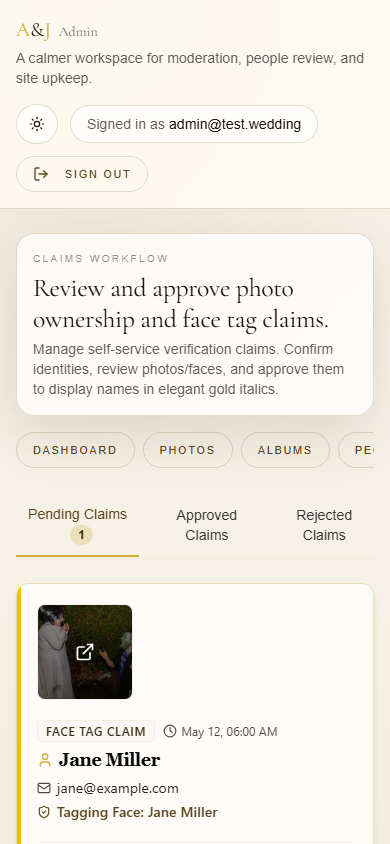 A&J Admin
A calmer workspace for moderation, people review, and
site upkeep.
Signed in as admin@test.wedding
SIGN OUT
CLAIMS WORKFLOW
Review and approve photo
ownership and face tag claims.
Manage self-service verification claims. Confirm
identities, review photos/faces, and approve them
to display names in elegant gold italics.
DASHBOARD PHOTOS ALBUMS PE
Pending Claims
1
Approved
Claims
Rejected
Claims
FACE TAG CLAIM May 12, 06:00 AM
Jane Miller
jane@example.com
Tagging Face: Jane Miller